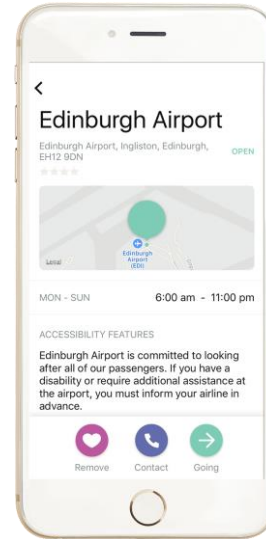 Edinburgh Airport
Edinburgh Airport, Ingliston, Edinburgh,
EH12 9DN
OPEN
Edinburgh
Airport
(EDI)
Legal
MON - SUN 6:00 am - 11:00 pm
ACCESSIBILITY FEATURES
Edinburgh Airport is committed to looking
after all of our passengers. If you have a
disability or require additional assistance at
the airport, you must inform your airline in
advance.
Remove Contact Going